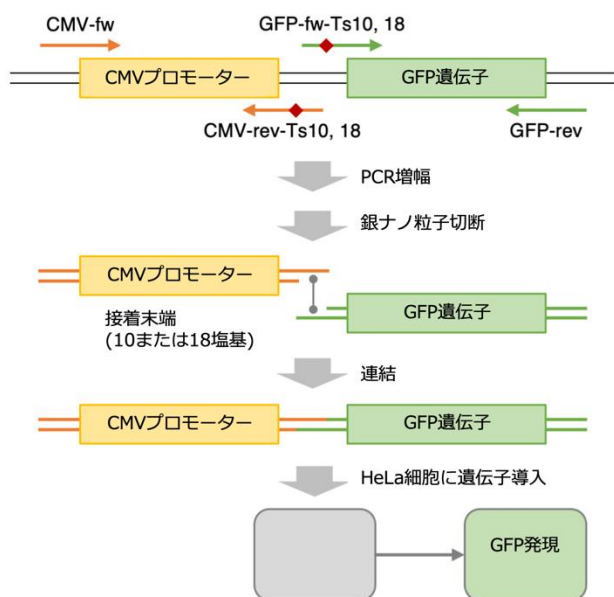 CMV-fw
GFP-fw-Ts10, 18
CMVプロモーター
GFP遺伝子
CMV-rev-Ts10, 18
GFP-rev
PCR増幅
銀ナノ粒子切断
CMVプロモーター
GFP遺伝子
接着末端
(10または18塩基)
連結
CMVプロモーター
GFP遺伝子
HeLa細胞に遺伝子導入
GFP発現